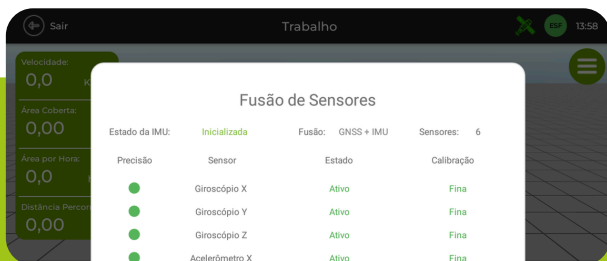 Sair Trabalho ESF 13:58
Velocidade:
0,0
Área Coberta:
0,00
Área por Hora:
0,0
Distância Percor
0,00
Fusão de Sensores
Estado da IMU: Inicializada Fusão: GNSS + IMU Sensores: 6
Precisão Sensor Estado Calibração
Giroscópio X Ativo Fina
Giroscópio Y Ativo Fina
Giroscópio Z Ativo Fina
Acelerômetro X Ativo Fina